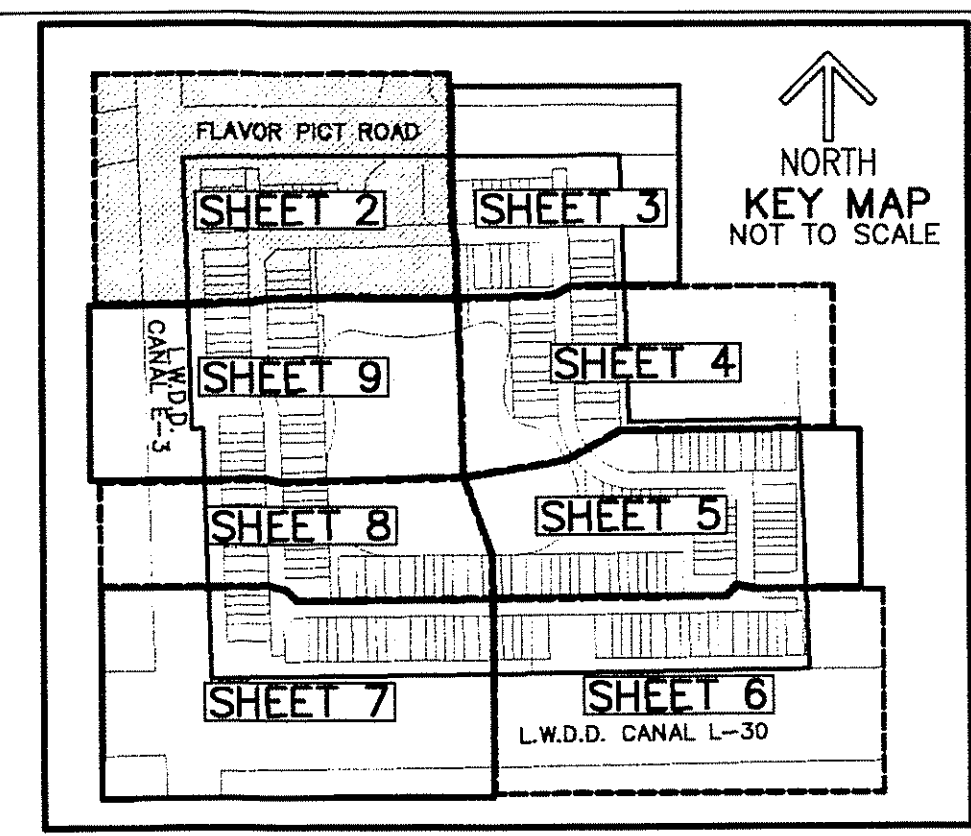 FLAVOR PICT ROAD
NORTH
KEY MAP
NOT TO SCALE
SHEET 2
SHEET 3
L.W.D.D.
CANAL E-3
SHEET 9
SHEET 4
SHEET 8
SHEET 5
SHEET 7
SHEET 6
L.W.D.D. CANAL L-30